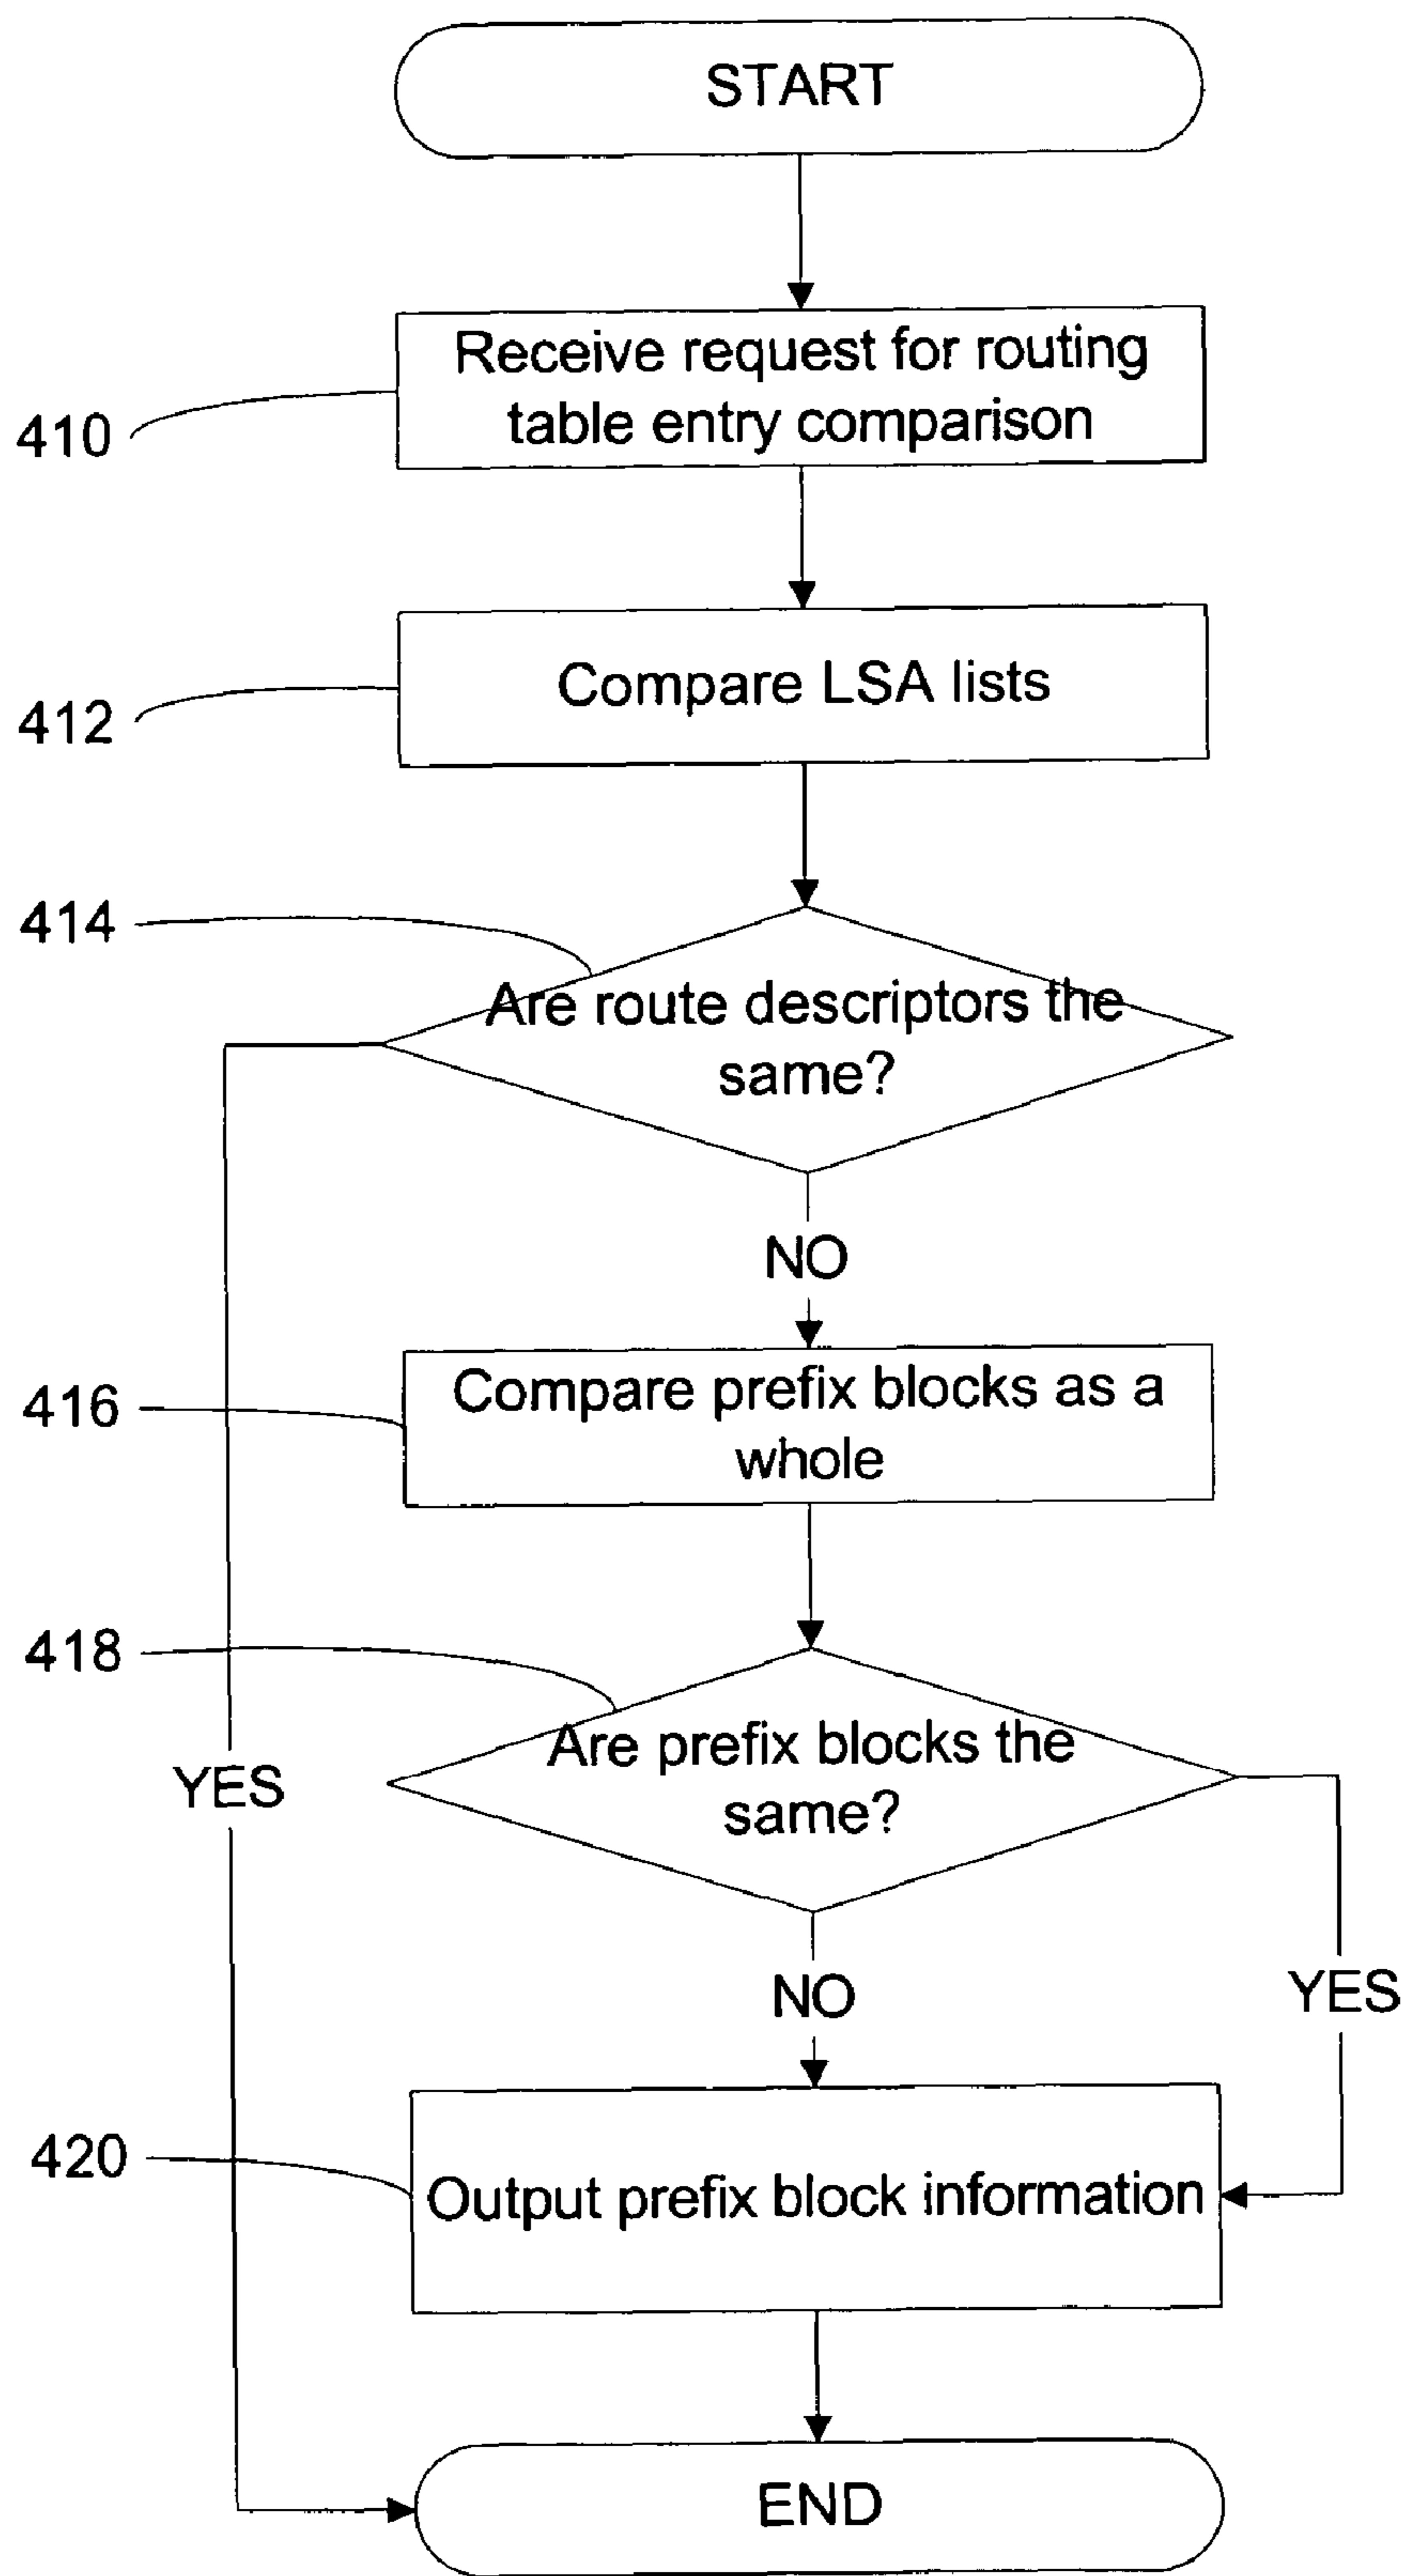 START
Receive request for routing
table entry comparison
410
Compare LSA lists
412
414
Are route descriptors the
same?
NO
Compare prefix blocks as a
whole
416
418
Are prefix blocks the
same?
YES
NO
YES
420
Output prefix block information
END